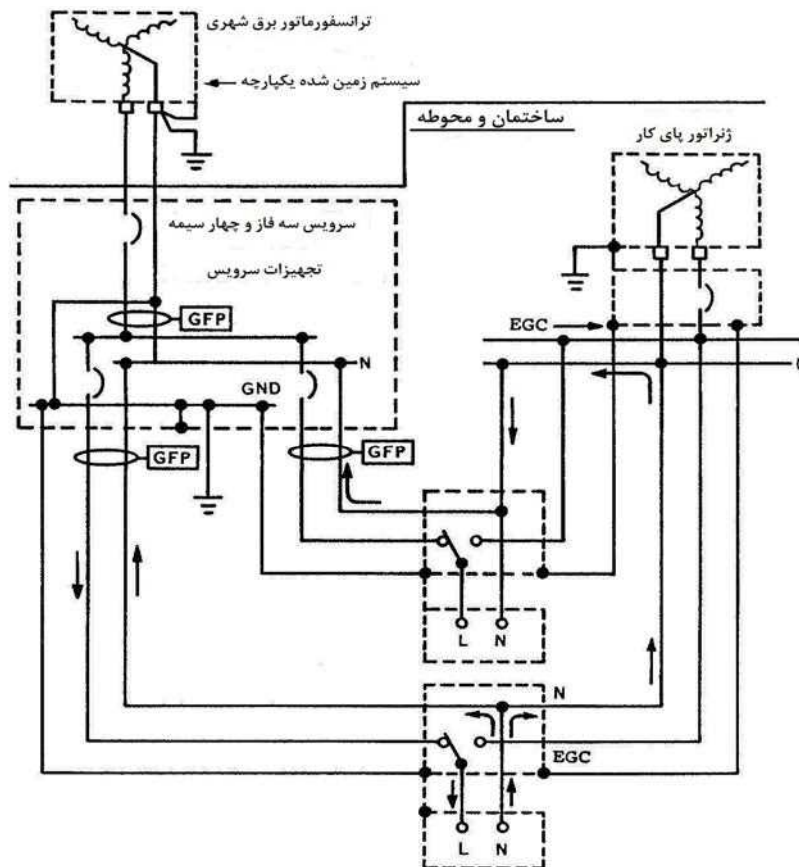 ترانسفورماتور برق شهری
سیستم زمین شده یکپارچه
ساختمان و محوطه
ژنراتور پای کار
سرویس سه فاز و چهار سیمه
تجهیزات سرویس
GFP
EGC
N
GND
GFP
GFP
L N
N
EGC
L N